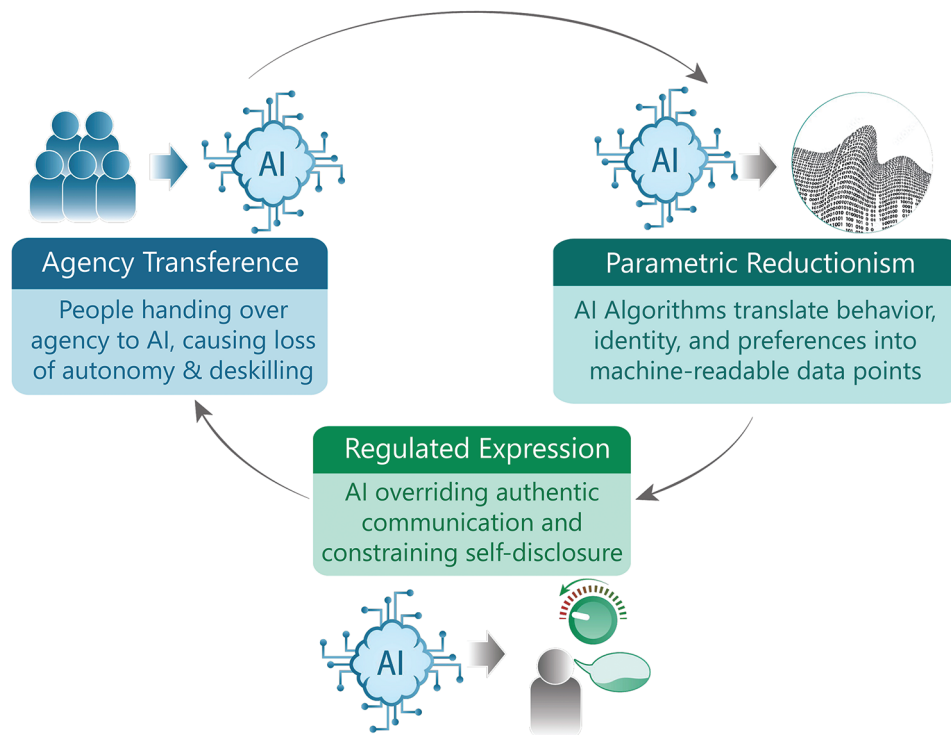 AI
AI
Agency Transference
People handing over
agency to AI, causing loss
of autonomy & deskilling
Parametric Reductionism
AI Algorithms translate behavior,
identity, and preferences into
machine-readable data points
Regulated Expression
AI overriding authentic
communication and
constraining self-disclosure
AI